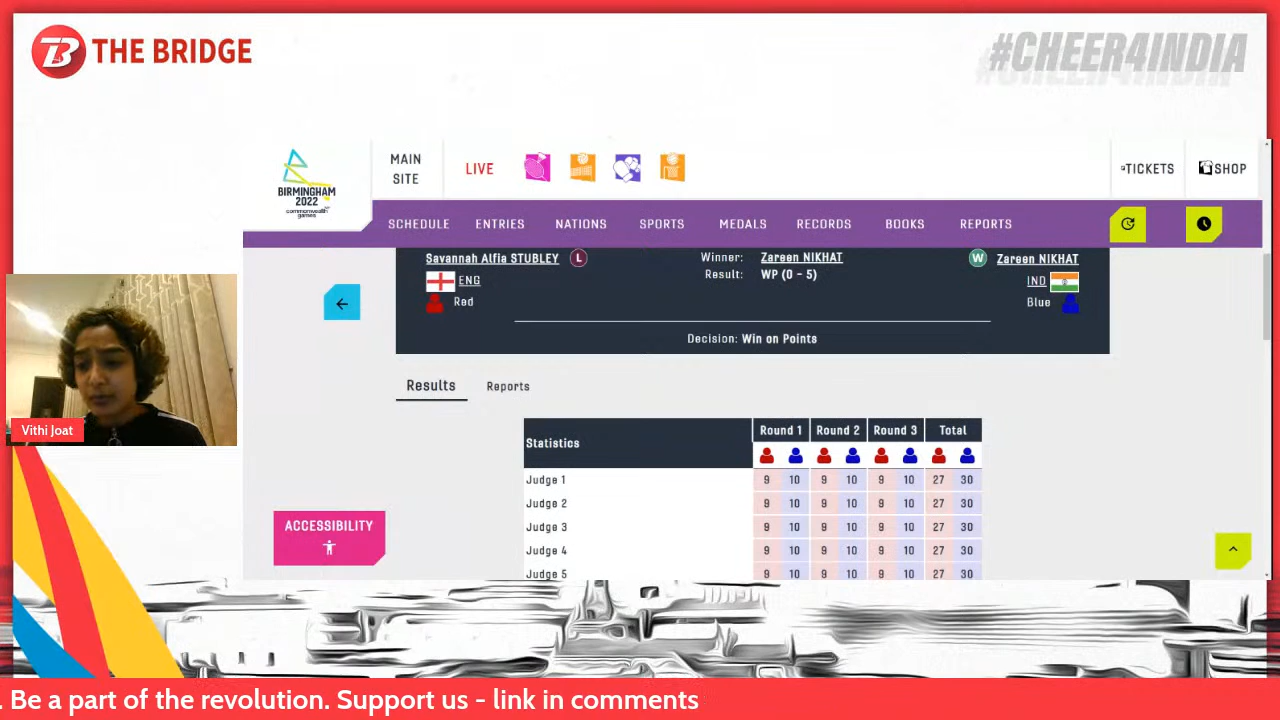 THE BRIDGE
#CHEER4INDIA
BIRMINGHAM
2022
commonwealth
games
MAIN
SITE
LIVE
TICKETS
SHOP
SCHEDULE ENTRIES NATIONS SPORTS MEDALS RECORDS BOOKS REPORTS
Savannah Alfia STUBLEY L Winner: Zareen NIKHAT W Zareen NIKHAT
ENG Result: WP (0 - 5) IND
Red Blue
Decision: Win on Points
Results Reports
Statistics Round 1 Round 2 Round 3 Total
Judge 1 9 10 9 10 9 10 27 30
Judge 2 9 10 9 10 9 10 27 30
Judge 3 9 10 9 10 9 10 27 30
Judge 4 9 10 9 10 9 10 27 30
Judge 5 9 10 9 10 9 10 27 30
Vithi Joat
ACCESSIBILITY
. Be a part of the revolution. Support us - link in comments